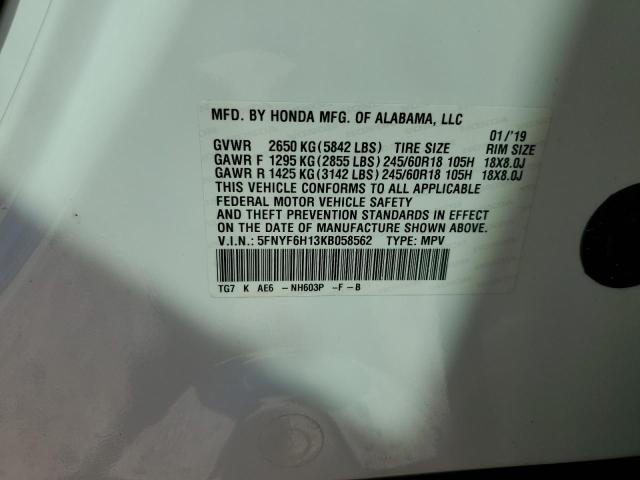 MFD. BY HONDA MFG. OF ALABAMA, LLC
01/'19
GVWR 2650 KG (5842 LBS) TIRE SIZE RIM SIZE
GAWR F 1295 KG (2855 LBS) 245/60R18 105H 18X8.0J
GAWR R 1425 KG (3142 LBS) 245/60R18 105H 18X8.0J
THIS VEHICLE CONFORMS TO ALL APPLICABLE
FEDERAL MOTOR VEHICLE SAFETY
AND THEFT PREVENTION STANDARDS IN EFFECT
ON THE DATE OF MANUFACTURE SHOWN ABOVE.
V.I.N.: 5FNYF6H13KB058562 TYPE: MPV
TG7 K AE6 -NH603P -F-B